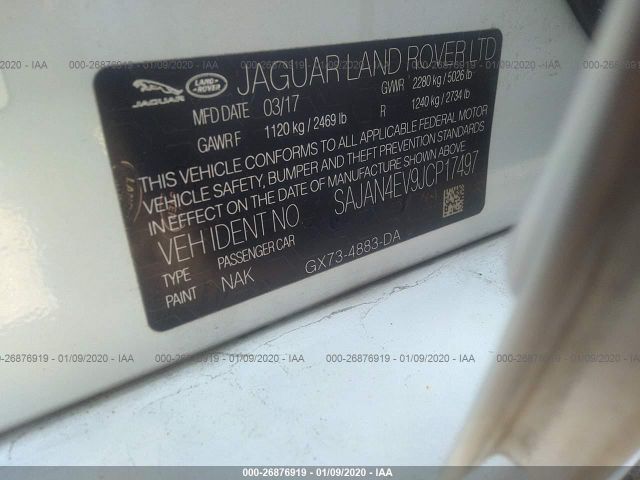 000-26876919 - 01/09/2020 - IAA
JAGUAR
LAND ROVER
JAGUAR LAND ROVER LTD
MFD DATE 03/17 GVWR 2280 kg / 5026 lb
GAWR F 1120 kg / 2469 lb R 1240 kg / 2734 lb
THIS VEHICLE CONFORMS TO ALL APPLICABLE FEDERAL MOTOR
VEHICLE SAFETY, BUMPER AND THEFT PREVENTION STANDARDS
IN EFFECT ON THE DATE OF MANUFACTURE SHOWN ABOVE
VEH IDENT NO SAJAN4EV9JCP17497
TYPE PASSENGER CAR
PAINT NAK GX73-4883-DA
000-26876919 - 01/09/2020 - IAA
000-26876919 - 01/09/2020 - IAA